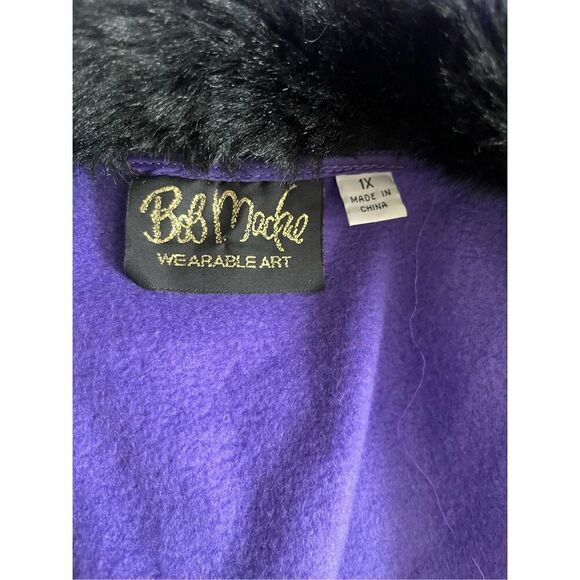 Bob Mackie
WEARABLE ART
1X
MADE IN
CHINA